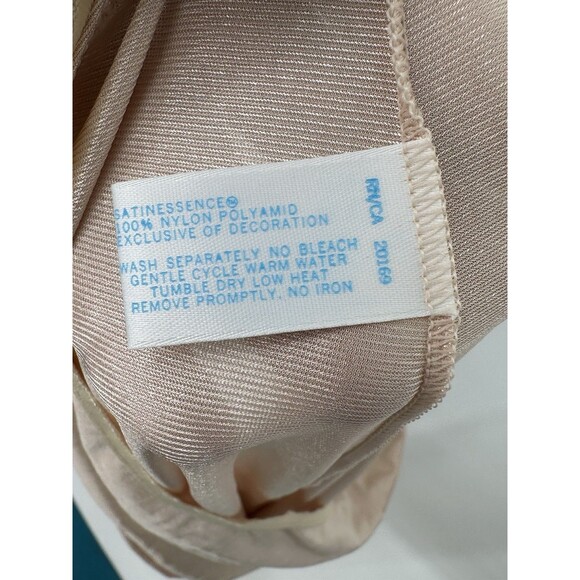 SATINESSENCE™
100% NYLON POLYAMID
EXCLUSIVE OF DECORATION
WASH SEPARATELY NO BLEACH
GENTLE CYCLE WARM WATER
TUMBLE DRY LOW HEAT
REMOVE PROMPTLY, NO IRON
RN/CA 20169